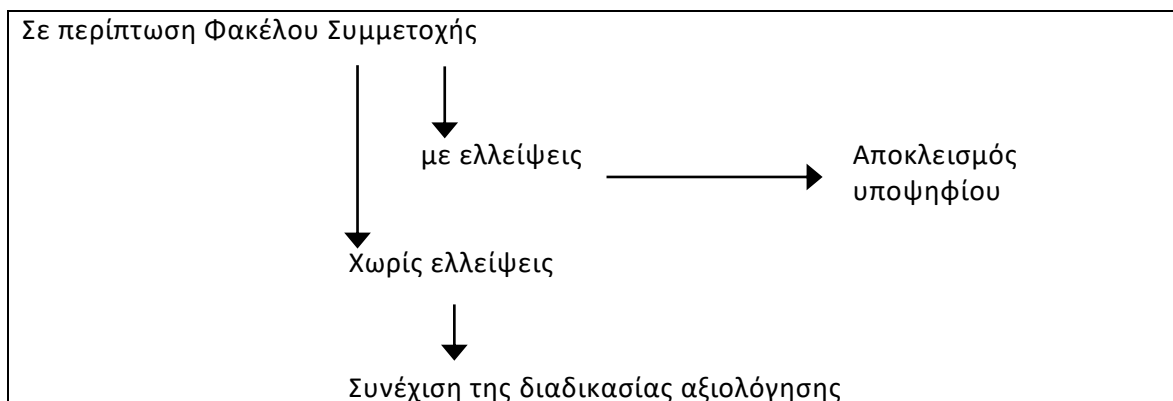 Σε περίπτωση Φακέλου Συμμετοχής
με ελλείψεις
Αποκλεισμός
υποψηφίου
Χωρίς ελλείψεις
Συνέχιση της διαδικασίας αξιολόγησης